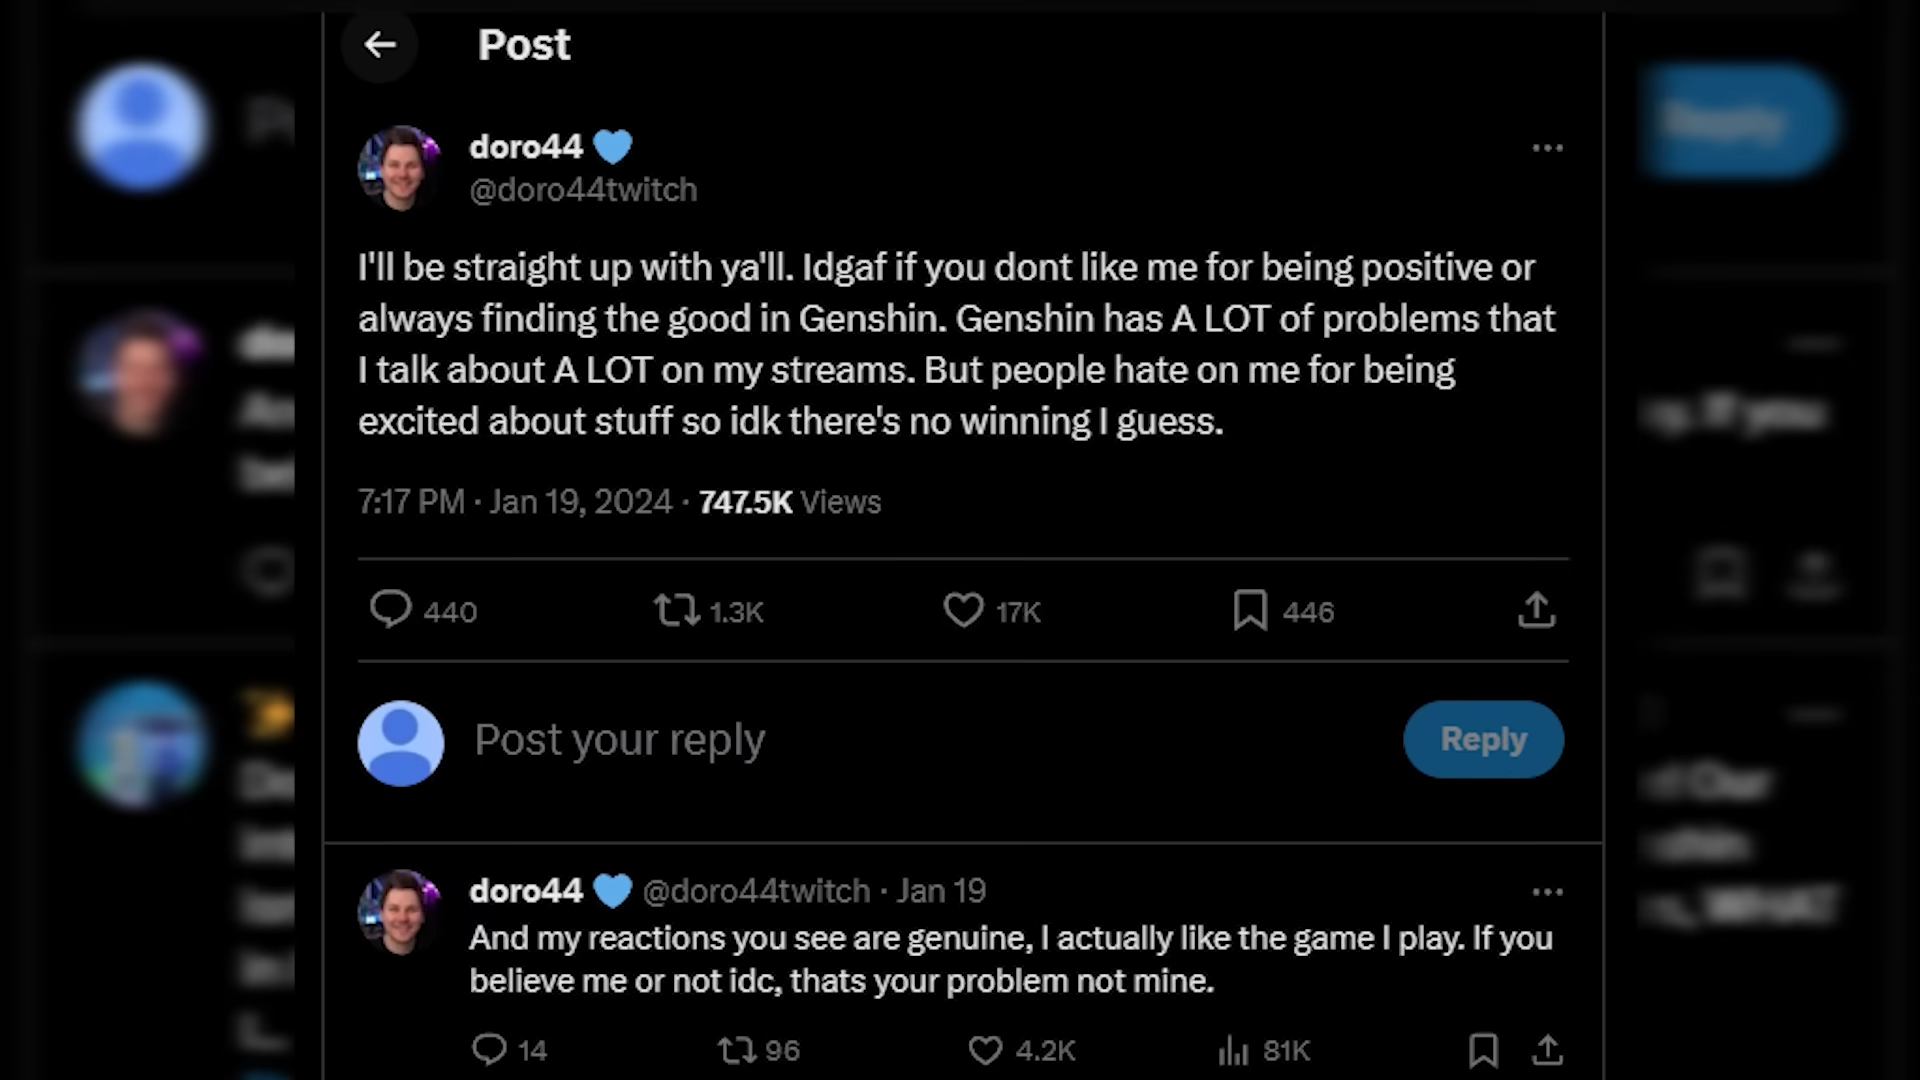 Post
doro44 💙
@doro44twitch
I'll be straight up with ya'll. Idgaf if you dont like me for being positive or
always finding the good in Genshin. Genshin has A LOT of problems that
I talk about A LOT on my streams. But people hate on me for being
excited about stuff so idk there's no winning I guess.
7:17 PM · Jan 19, 2024 · 747.5K Views
440 1.3K 17K 446
Post your reply
Reply
doro44 💙 @doro44twitch · Jan 19
And my reactions you see are genuine, I actually like the game I play. If you
believe me or not idc, thats your problem not mine.
14 96 4.2K 81K
Reply
If you
Our
WHAT